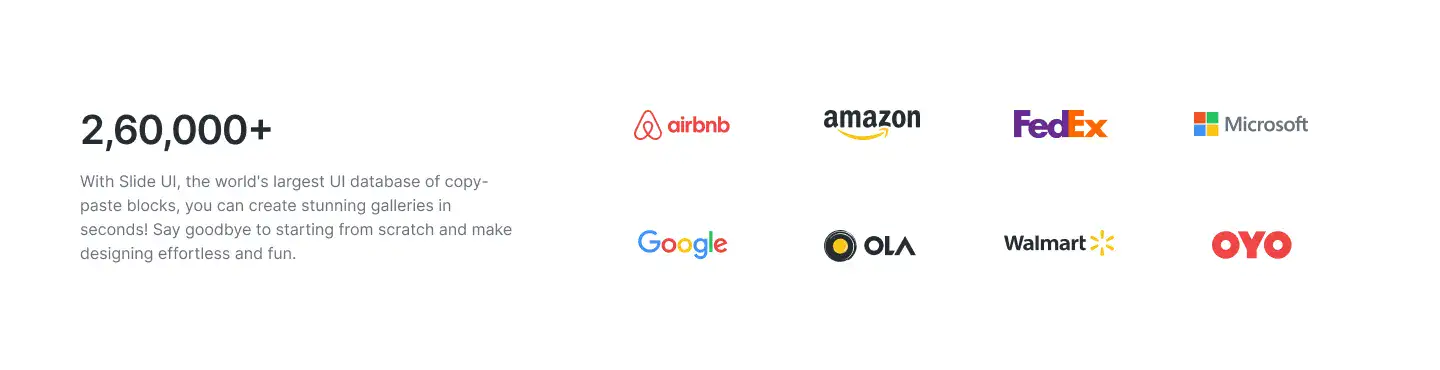 2,60,000+
With Slide UI, the world's largest UI database of copy-
paste blocks, you can create stunning galleries in
seconds! Say goodbye to starting from scratch and make
designing effortless and fun.
airbnb
amazon
FedEx
Microsoft
Google
OLA
Walmart
OYO